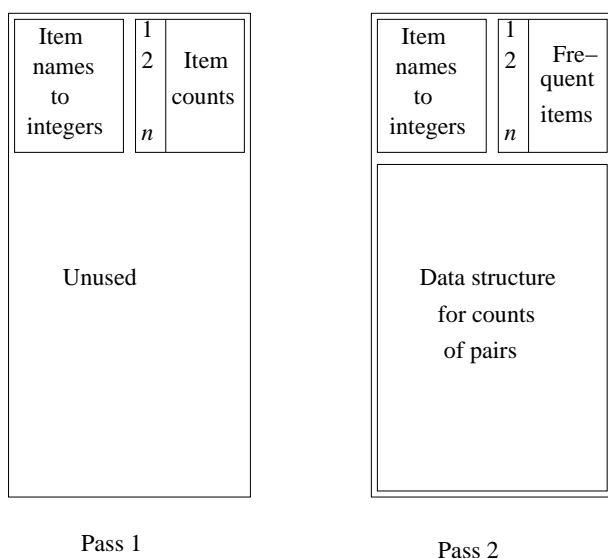 Item
names
to
integers
1
2
n
Item
counts
Unused
Pass 1
Item
names
to
integers
1
2
n
Fre–
quent
items
Data structure
for counts
of pairs
Pass 2